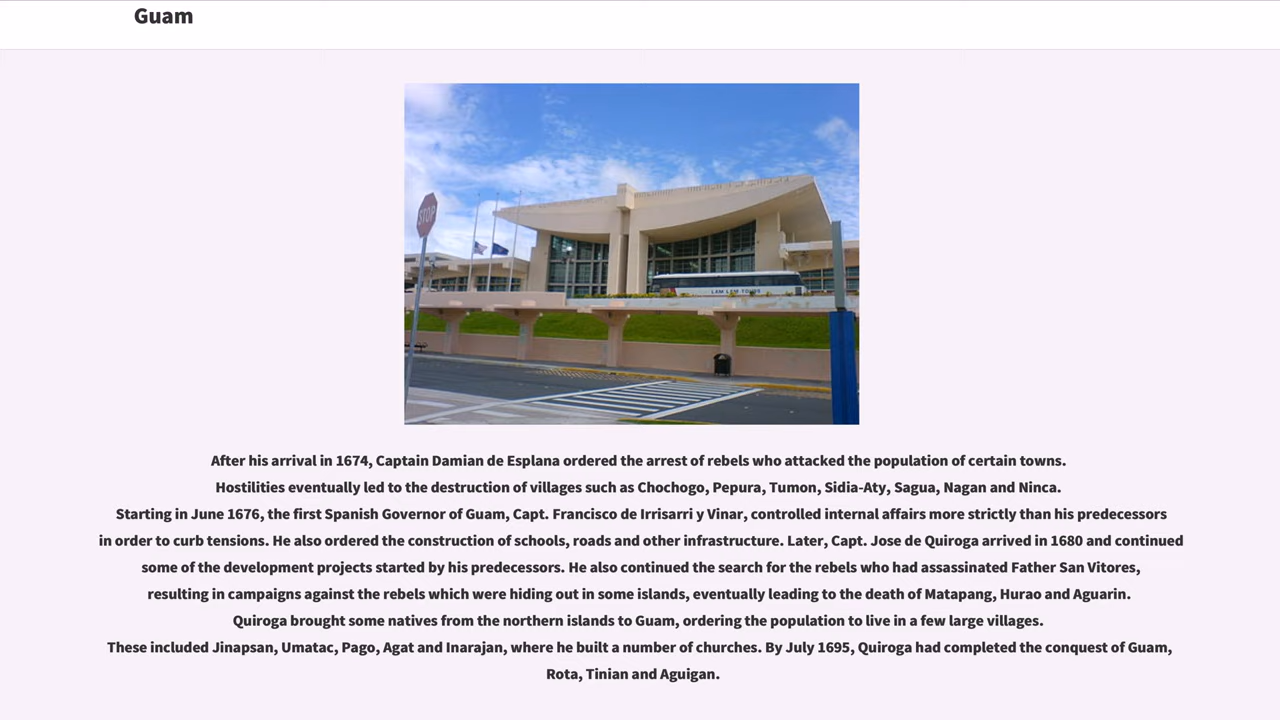 Guam
STOP
LAM LAM TOURS
After his arrival in 1674, Captain Damian de Esplana ordered the arrest of rebels who attacked the population of certain towns.
Hostilities eventually led to the destruction of villages such as Chochogo, Pepura, Tumon, Sidia-Aty, Sagua, Nagan and Ninca.
Starting in June 1676, the first Spanish Governor of Guam, Capt. Francisco de Irrisarri y Vinar, controlled internal affairs more strictly than his predecessors
in order to curb tensions. He also ordered the construction of schools, roads and other infrastructure. Later, Capt. Jose de Quiroga arrived in 1680 and continued
some of the development projects started by his predecessors. He also continued the search for the rebels who had assassinated Father San Vitores,
resulting in campaigns against the rebels which were hiding out in some islands, eventually leading to the death of Matapang, Hurao and Aguarin.
Quiroga brought some natives from the northern islands to Guam, ordering the population to live in a few large villages.
These included Jinapsan, Umatac, Pago, Agat and Inarajan, where he built a number of churches. By July 1695, Quiroga had completed the conquest of Guam,
Rota, Tinian and Aguigan.